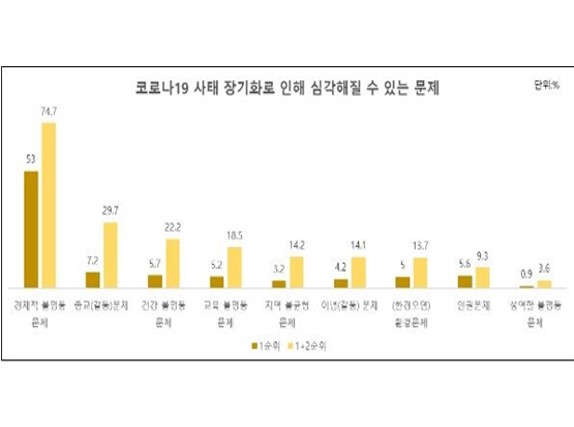 코로나19 사태 장기화로 인해 심각해질 수 있는 문제
단위:%
74.7
53
29.7
7.2
22.2
5.7
18.5
5.2
14.2
3.2
14.1
4.2
13.7
5
9.3
5.6
3.6
0.9
경제적 불평등 문제
종교(갈등)문제
건강 불평등 문제
교육 불평등 문제
지역 불균형 문제
이념(갈등) 문제
(환경오염) 환경문제
인권문제
성역할 불평등 문제
1순위
1+2순위